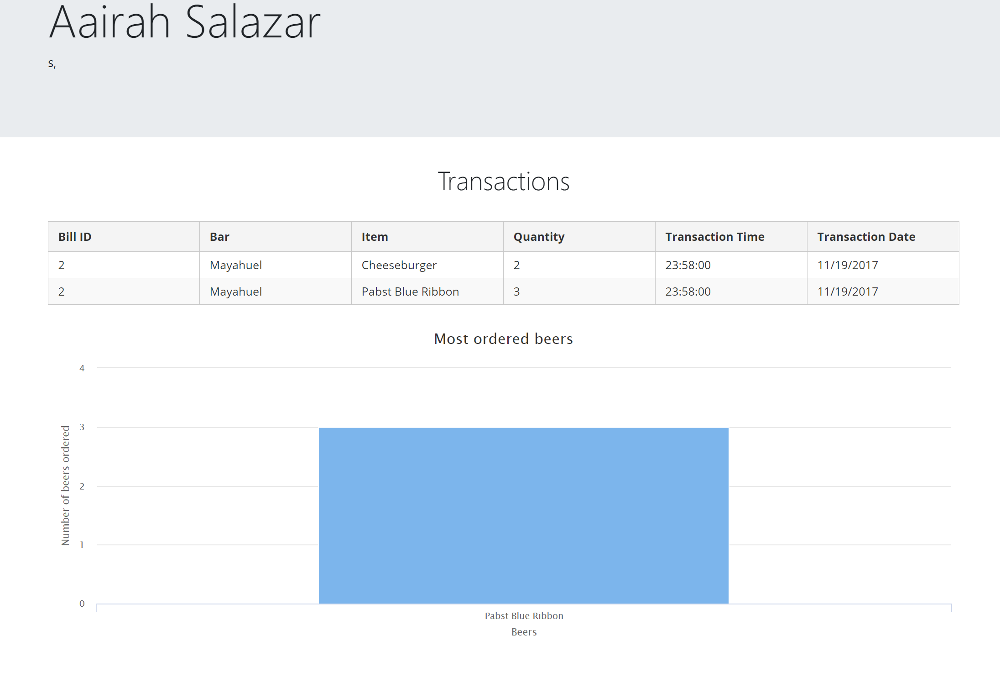 Aairah Salazar
s,
Transactions
Bill ID Bar Item Quantity Transaction Time Transaction Date
2 Mayahuel Cheeseburger 2 23:58:00 11/19/2017
2 Mayahuel Pabst Blue Ribbon 3 23:58:00 11/19/2017
Most ordered beers
Number of beers ordered
4
3
2
1
0
Pabst Blue Ribbon
Beers